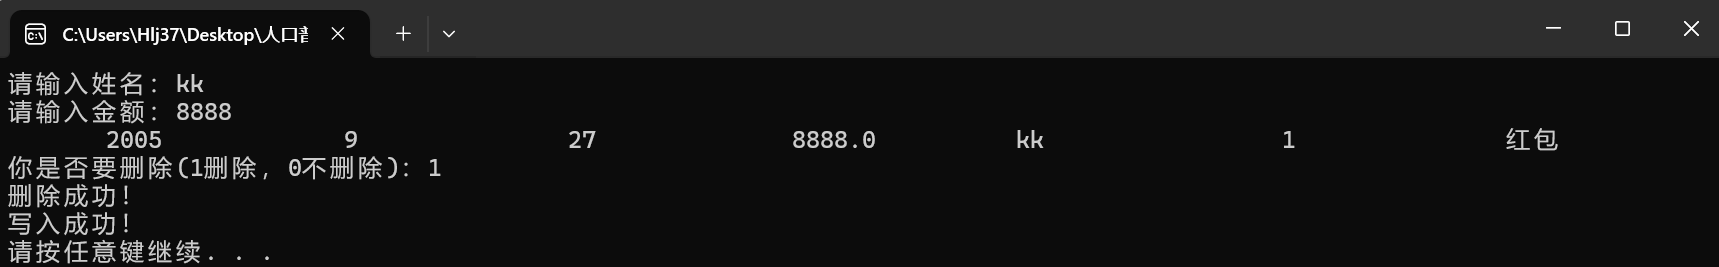 C:\Users\Hlj37\Desktop\人口普
请输入姓名: kk
请输入金额: 8888
2005 9 27 8888.0 kk 1 红包
你是否要删除(1删除, 0不删除): 1
删除成功!
写入成功!
请按任意键继续. . .